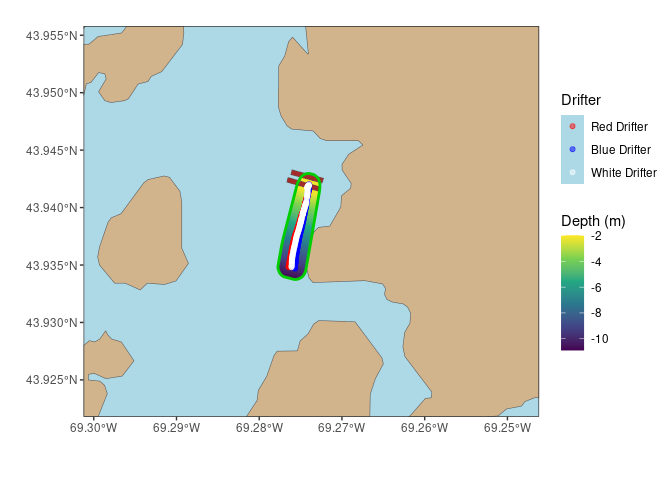 43.955°N
43.950°N
43.945°N
43.940°N
43.935°N
43.930°N
43.925°N
69.30°W
69.29°W
69.28°W
69.27°W
69.26°W
69.25°W
Drifter
Red Drifter
Blue Drifter
White Drifter
Depth (m)
-2
-4
-6
-8
-10